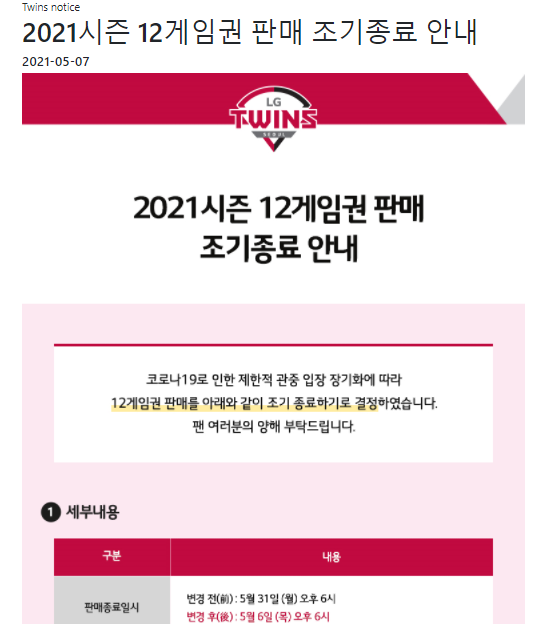 Twins notice
2021시즌 12게임권 판매 조기종료 안내
2021-05-07
LG
TWINS
SEOUL
2021시즌 12게임권 판매
조기종료 안내
코로나19로 인한 제한적 관중 입장 장기화에 따라
12게임권 판매를 아래와 같이 조기 종료하기로 결정하였습니다.
팬 여러분의 양해 부탁드립니다.
1 세부내용
구분 내용
판매종료일시
변경 전(前) : 5월 31일 (월) 오후 6시
변경 후(後) : 5월 6일 (목) 오후 6시